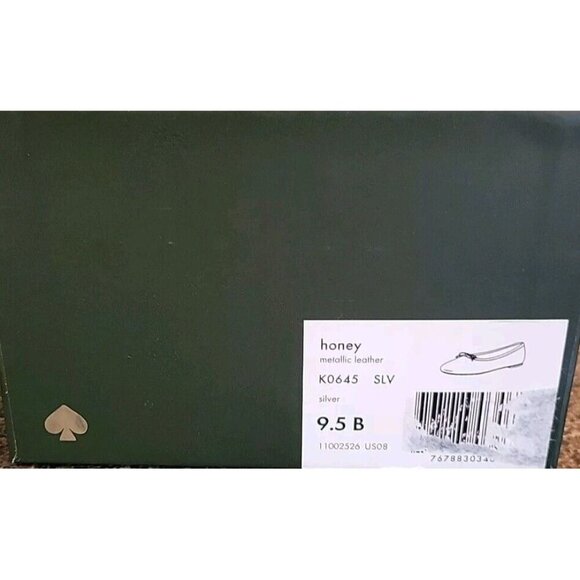 honey
metallic leather
K0645 SLV
silver
9.5 B
11002526 US08